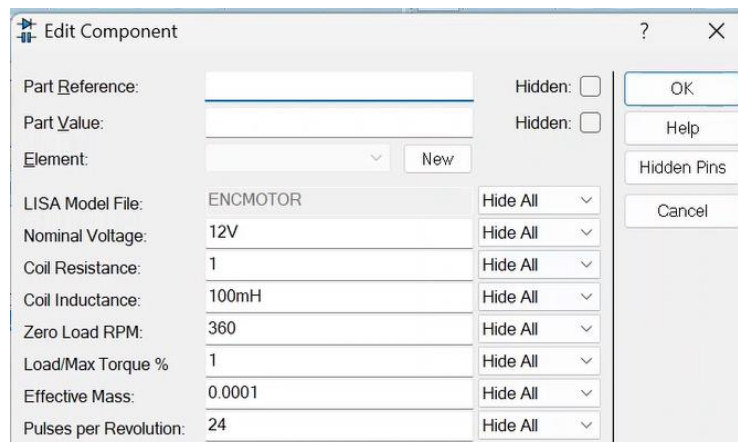 Edit Component ? X
Part Reference: Hidden: OK
Part Value: Hidden: Help
Element: New Hidden Pins
LISA Model File: ENCMOTOR Hide All Cancel
Nominal Voltage: 12V Hide All
Coil Resistance: 1 Hide All
Coil Inductance: 100mH Hide All
Zero Load RPM: 360 Hide All
Load/Max Torque % 1 Hide All
Effective Mass: 0.0001 Hide All
Pulses per Revolution: 24 Hide All